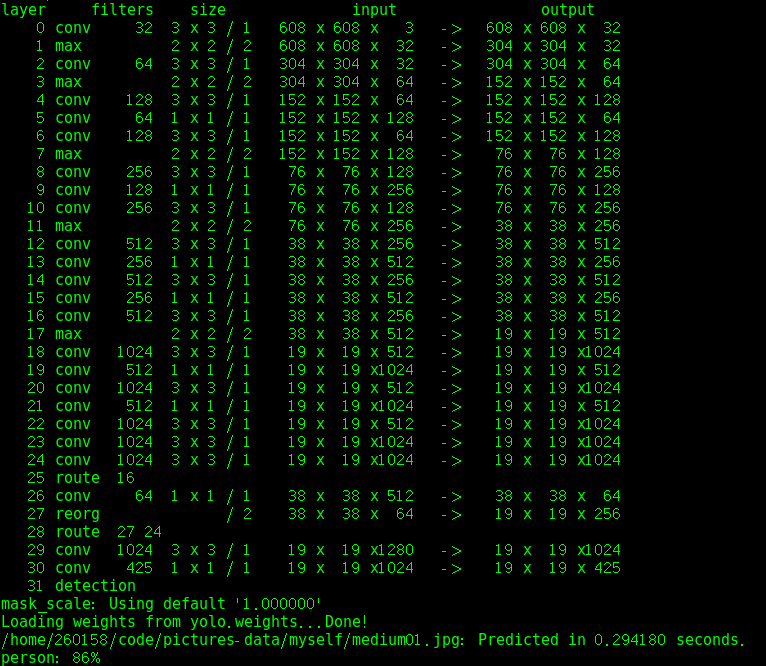 layer     filters    size              input                output
    0 conv     32  3 x 3 / 1   608 x 608 x   3   ->   608 x 608 x  32
    1 max          2 x 2 / 2   608 x 608 x  32   ->   304 x 304 x  32
    2 conv     64  3 x 3 / 1   304 x 304 x  32   ->   304 x 304 x  64
    3 max          2 x 2 / 2   304 x 304 x  64   ->   152 x 152 x  64
    4 conv    128  3 x 3 / 1   152 x 152 x  64   ->   152 x 152 x 128
    5 conv     64  1 x 1 / 1   152 x 152 x 128   ->   152 x 152 x  64
    6 conv    128  3 x 3 / 1   152 x 152 x  64   ->   152 x 152 x 128
    7 max          2 x 2 / 2   152 x 152 x 128   ->    76 x  76 x 128
    8 conv    256  3 x 3 / 1    76 x  76 x 128   ->    76 x  76 x 256
    9 conv    128  1 x 1 / 1    76 x  76 x 256   ->    76 x  76 x 128
   10 conv    256  3 x 3 / 1    76 x  76 x 128   ->    76 x  76 x 256
   11 max          2 x 2 / 2    76 x  76 x 256   ->    38 x  38 x 256
   12 conv    512  3 x 3 / 1    38 x  38 x 256   ->    38 x  38 x 512
   13 conv    256  1 x 1 / 1    38 x  38 x 512   ->    38 x  38 x 256
   14 conv    512  3 x 3 / 1    38 x  38 x 256   ->    38 x  38 x 512
   15 conv    256  1 x 1 / 1    38 x  38 x 512   ->    38 x  38 x 256
   16 conv    512  3 x 3 / 1    38 x  38 x 256   ->    38 x  38 x 512
   17 max          2 x 2 / 2    38 x  38 x 512   ->    19 x  19 x 512
   18 conv   1024  3 x 3 / 1    19 x  19 x 512   ->    19 x  19 x1024
   19 conv    512  1 x 1 / 1    19 x  19 x1024   ->    19 x  19 x 512
   20 conv   1024  3 x 3 / 1    19 x  19 x 512   ->    19 x  19 x1024
   21 conv    512  1 x 1 / 1    19 x  19 x1024   ->    19 x  19 x 512
   22 conv   1024  3 x 3 / 1    19 x  19 x 512   ->    19 x  19 x1024
   23 conv   1024  3 x 3 / 1    19 x  19 x1024   ->    19 x  19 x1024
   24 conv   1024  3 x 3 / 1    19 x  19 x1024   ->    19 x  19 x1024
   25 route  16
   26 conv     64  1 x 1 / 1    38 x  38 x 512   ->    38 x  38 x  64
   27 reorg              / 2    38 x  38 x  64   ->    19 x  19 x 256
   28 route  27 24
   29 conv   1024  3 x 3 / 1    19 x  19 x1280   ->    19 x  19 x1024
   30 conv    425  1 x 1 / 1    19 x  19 x1024   ->    19 x  19 x 425
   31 detection
mask_scale: Using default '1.000000'
Loading weights from yolo.weights...Done!
/home/260158/code/pictures-data/myself/medium01.jpg: Predicted in 0.294180 seconds.
person: 86%